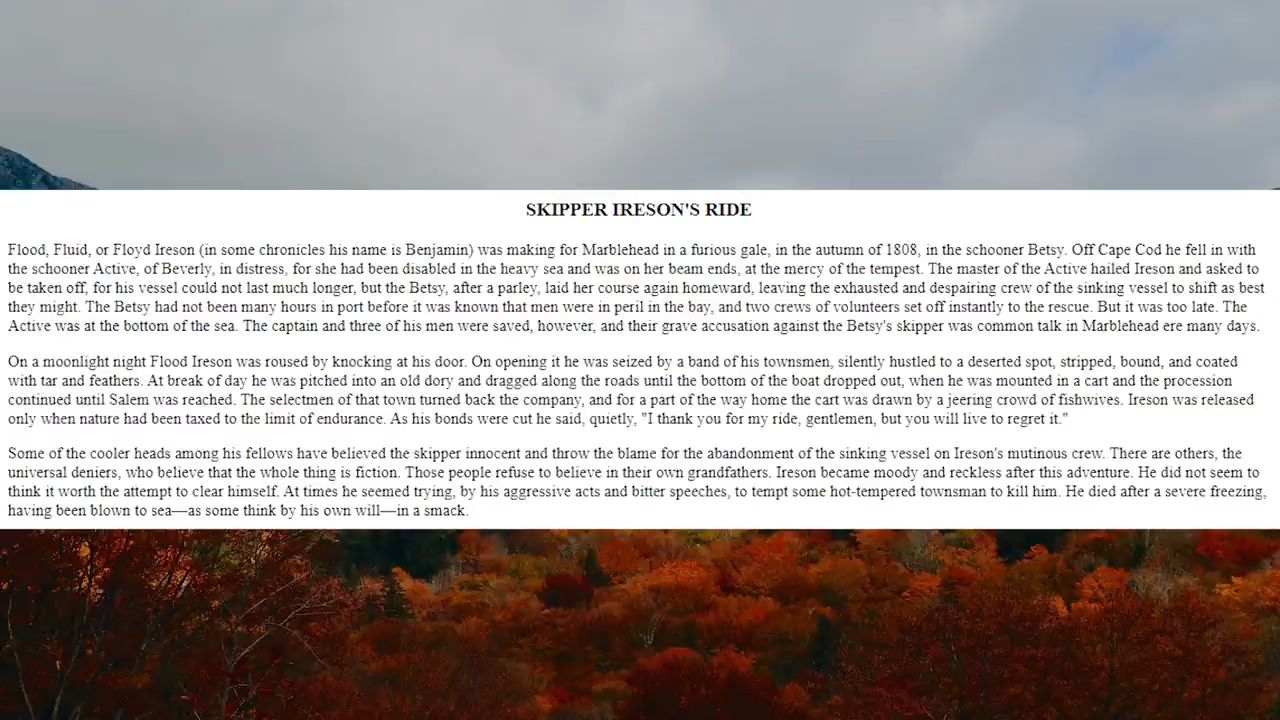 SKIPPER IRESON'S RIDE
Flood, Fluid, or Floyd Ireson (in some chronicles his name is Benjamin) was making for Marblehead in a furious gale, in the autumn of 1808, in the schooner Betsy. Off Cape Cod he fell in with
the schooner Active, of Beverly, in distress, for she had been disabled in the heavy sea and was on her beam ends, at the mercy of the tempest. The master of the Active hailed Ireson and asked to
be taken off, for his vessel could not last much longer, but the Betsy, after a parley, laid her course again homeward, leaving the exhausted and despairing crew of the sinking vessel to shift as best
they might. The Betsy had not been many hours in port before it was known that men were in peril in the bay, and two crews of volunteers set off instantly to the rescue. But it was too late. The
Active was at the bottom of the sea. The captain and three of his men were saved, however, and their grave accusation against the Betsy's skipper was common talk in Marblehead ere many days.
On a moonlight night Flood Ireson was roused by knocking at his door. On opening it he was seized by a band of his townsmen, silently hustled to a deserted spot, stripped, bound, and coated
with tar and feathers. At break of day he was pitched into an old dory and dragged along the roads until the bottom of the boat dropped out, when he was mounted in a cart and the procession
continued until Salem was reached. The selectmen of that town turned back the company, and for a part of the way home the cart was drawn by a jeering crowd of fishwives. Ireson was released
only when nature had been taxed to the limit of endurance. As his bonds were cut he said, quietly, "I thank you for my ride, gentlemen, but you will live to regret it."
Some of the cooler heads among his fellows have believed the skipper innocent and throw the blame for the abandonment of the sinking vessel on Ireson's mutinous crew. There are others, the
universal deniers, who believe that the whole thing is fiction. Those people refuse to believe in their own grandfathers. Ireson became moody and reckless after this adventure. He did not seem to
think it worth the attempt to clear himself. At times he seemed trying, by his aggressive acts and bitter speeches, to tempt some hot-tempered townsman to kill him. He died after a severe freezing,
having been blown to sea—as some think by his own will—in a smack.